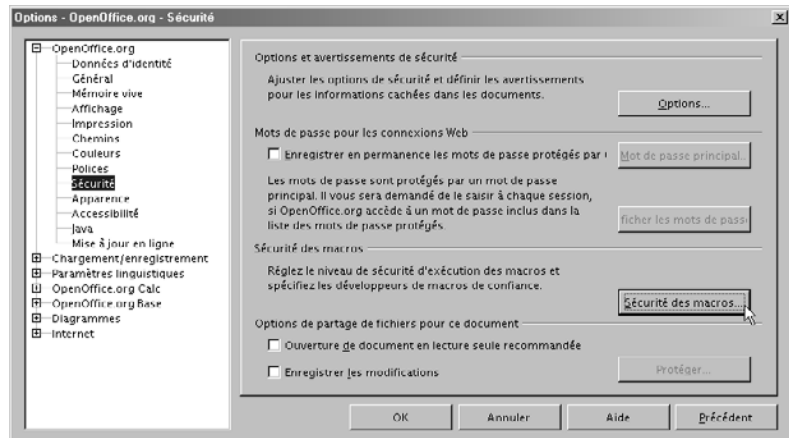 Options - OpenOffice.org - Sécurité
OpenOffice.org
Données d'identité
Général
Mémoire vive
Affichage
Impression
Chemins
Couleurs
Polices
Sécurité
Apparence
Accessibilité
Java
Mise à jour en ligne
Chargement/enregistrement
Paramètres linguistiques
OpenOffice.org Calc
OpenOffice.org Base
Diagrammes
Internet
Options et avertissements de sécurité
Ajuster les options de sécurité et définir les avertissements
pour les informations cachées dans les documents.
Options...
Mots de passe pour les connexions Web
Enregistrer en permanence les mots de passe protégés par
Mot de passe principal..
Les mots de passe sont protégés par un mot de passe
principal. Il vous sera demandé de le saisir à chaque session,
si OpenOffice.org accède à un mot de passe inclus dans la
liste des mots de passe protégés.
ficher les mots de passe
Sécurité des macros
Réglez le niveau de sécurité d'exécution des macros et
spécifiez les développeurs de macros de confiance.
Sécurité des macros...
Options de partage de fichiers pour ce document
Ouverture de document en lecture seule recommandée
Enregistrer les modifications
Protéger...
OK
Annuler
Aide
Précédent